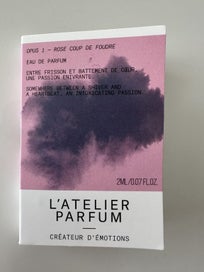 OPUS 1 – ROSE COUP DE FOUDRE
EAU DE PARFUM
ENTRE FRISSON ET BATTEMENT DE CŒUR,
UNE PASSION ENIVRANTE.
SOMEWHERE BETWEEN A SHIVER AND
A HEARTBEAT, AN INTOXICATING PASSION.
2ML/0.07FL.OZ.
L'ATELIER
PARFUM
CRÉATEUR D'ÉMOTIONS